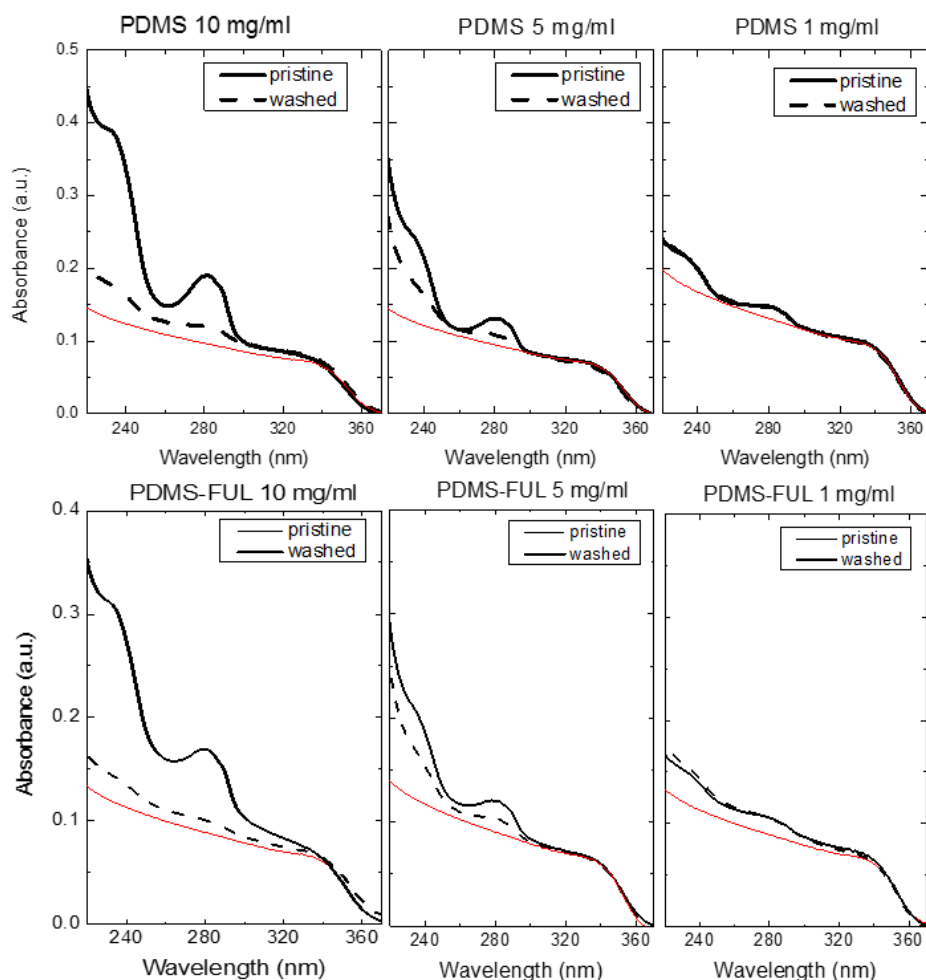 PDMS 10 mg/ml
PDMS 5 mg/ml
PDMS 1 mg/ml
pristine
washed
pristine
washed
pristine
washed
Absorbance (a.u.)
0.5
0.4
0.3
0.2
0.1
0.0
240 280 320 360
240 280 320 360
240 280 320 360
Wavelength (nm)
Wavelength (nm)
Wavelength (nm)
PDMS-FUL 10 mg/ml
PDMS-FUL 5 mg/ml
PDMS-FUL 1 mg/ml
pristine
washed
pristine
washed
pristine
washed
Absorbance (a.u.)
0.4
0.3
0.2
0.1
0.0
240 280 320 360
240 280 320 360
240 280 320 360
Wavelength (nm)
Wavelength (nm)
Wavelength (nm)